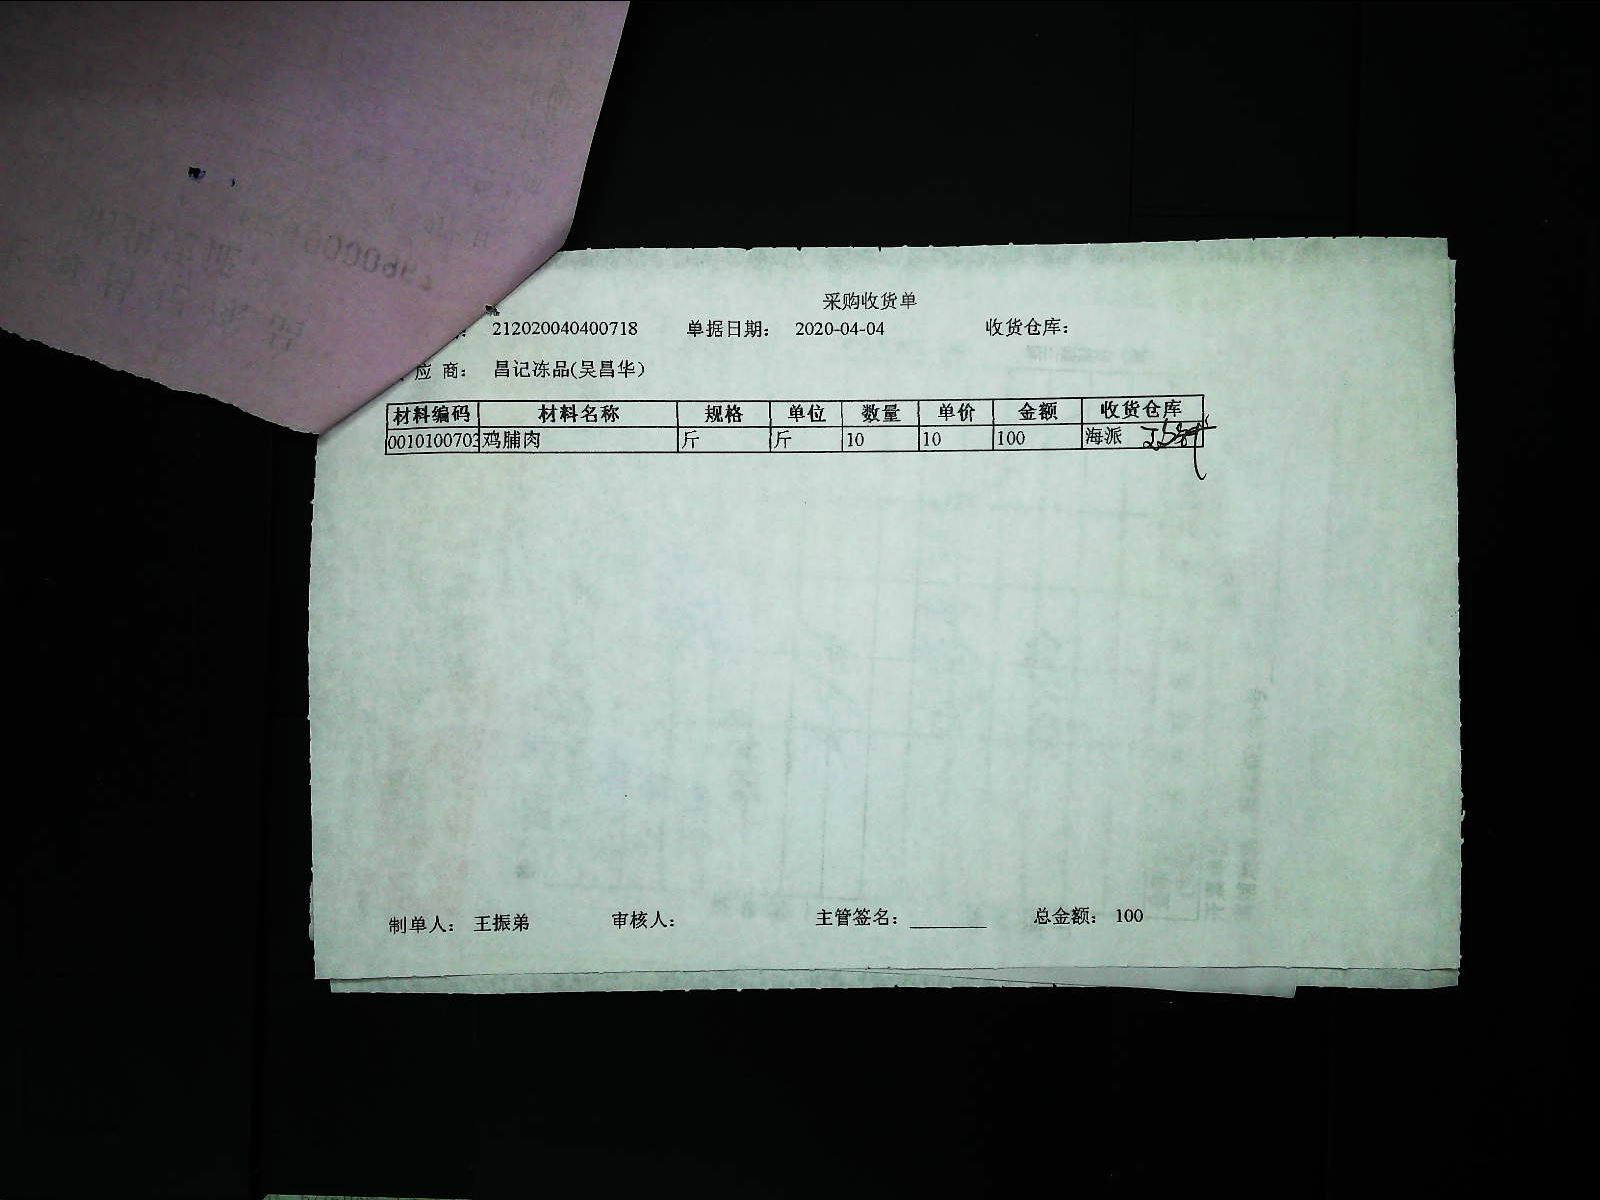 采购收货单
212020040400718 单据日期： 2020-04-04 收货仓库：
应 商： 昌记冻品(吴昌华)
材料编码 材料名称 规格 单位 数量 单价 金额 收货仓库
0010100703 鸡脯肉 斤 斤 10 10 100 海派
制单人： 王振弟 审核人： 主管签名： 总金额： 100